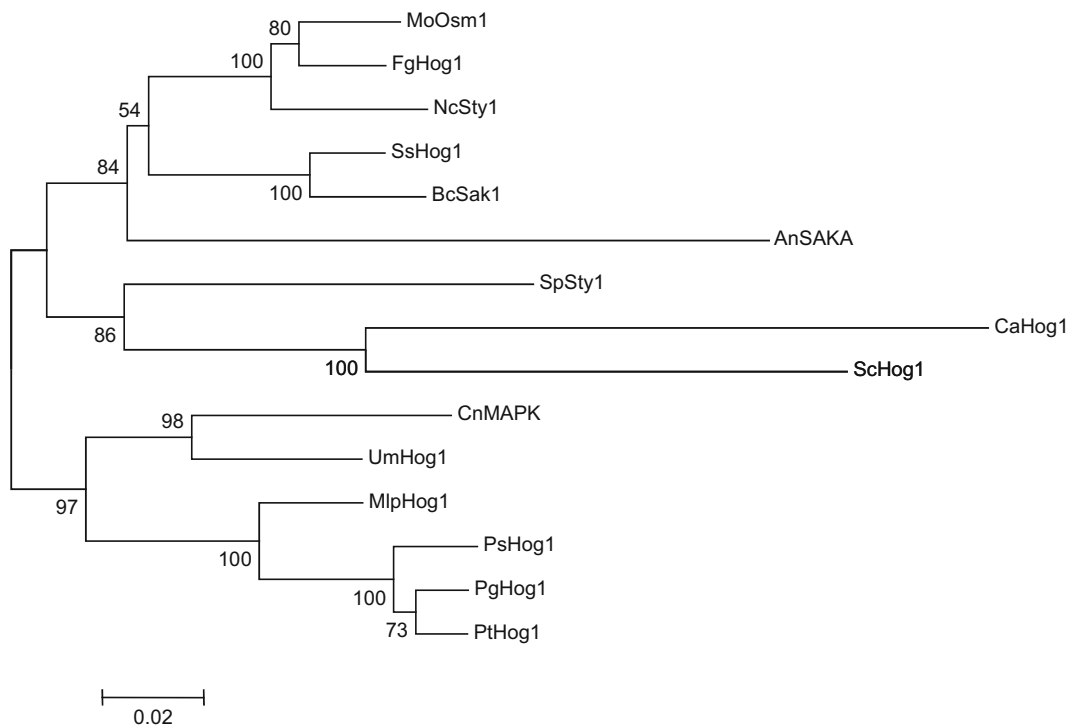 MoOsm1
80
FgHog1
100
NcSty1
54
SsHog1
84
100
BcSak1
AnSAKA
SpSty1
CaHog1
86
100
ScHog1
CnMAPK
98
UmHog1
MlpHog1
97
PsHog1
100
PgHog1
100
73
PtHog1
0.02